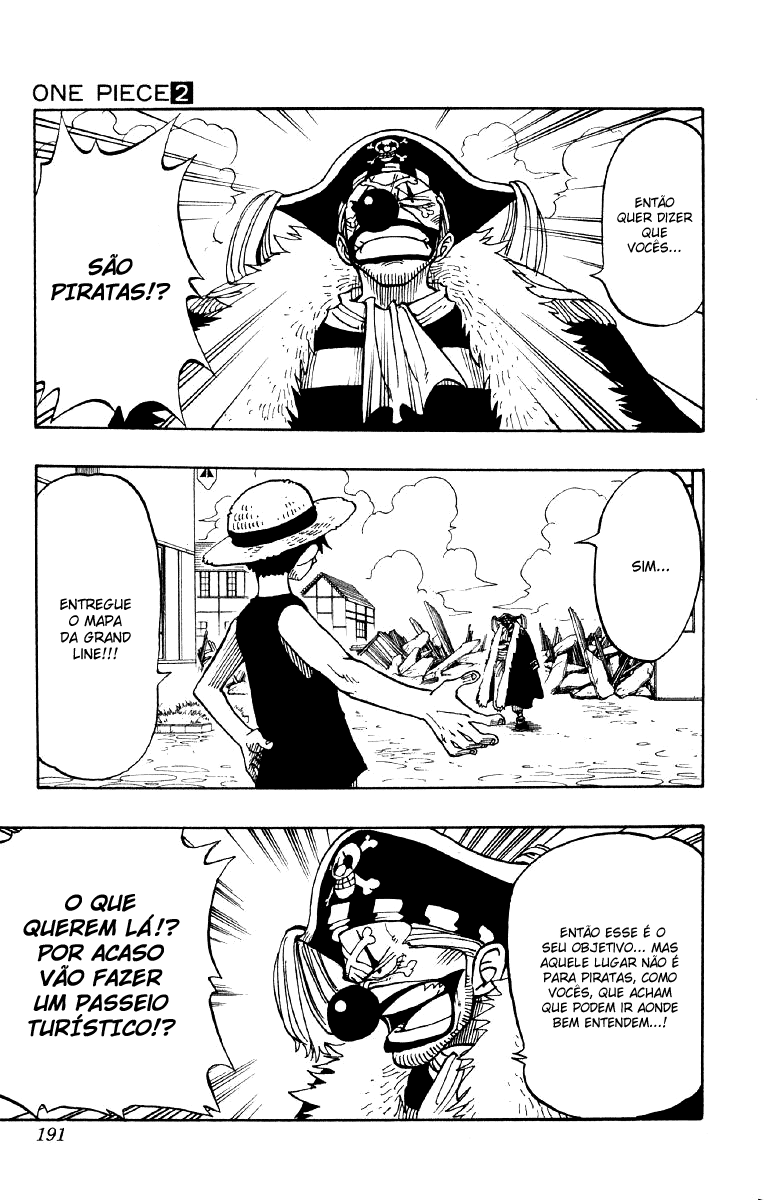 ONE PIECE 2
ENTÃO
QUER DIZER
QUE
VOCÊS...
SÃO
PIRATAS!?
SIM...
ENTREGUE
O MAPA
DA GRAND
LINE!!!
ENTÃO ESSE É O
SEU OBJETIVO... MAS
AQUELE LUGAR NÃO É
PARA PIRATAS, COMO
VOCÊS, QUE ACHAM
QUE PODEM IR AONDE
BEM ENTENDEM...!
O QUE
QUEREM LÁ!?
POR ACASO
VÃO FAZER
UM PASSEIO
TURÍSTICO!?
191